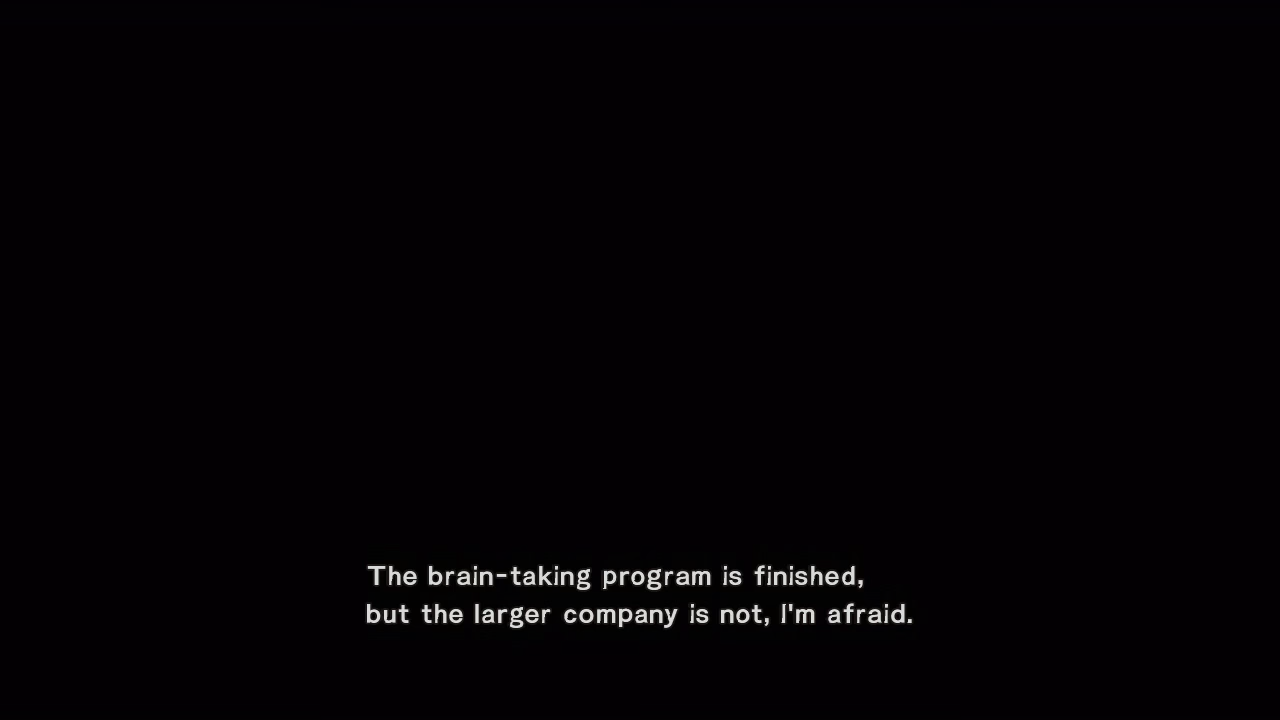 The brain-taking program is finished,
but the larger company is not, I'm afraid.